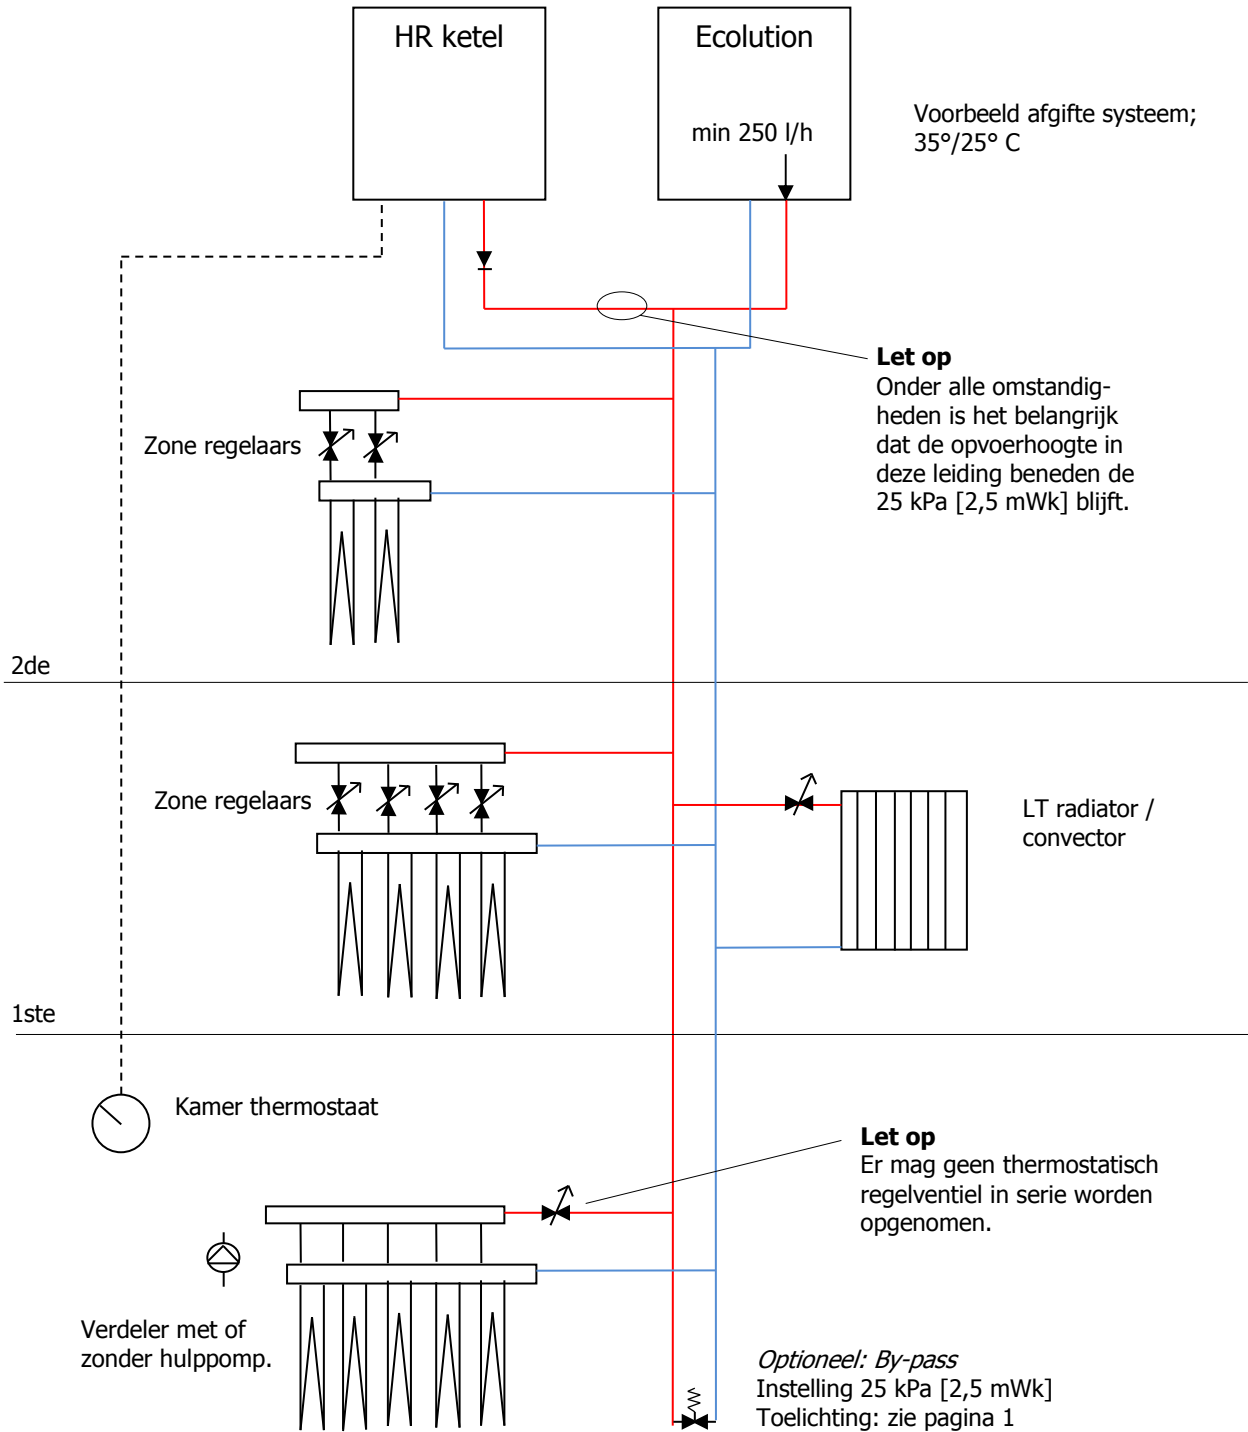 HR ketel
Ecolution
min 250 l/h
Voorbeeld afgifte systeem;
35°/25° C
Let op
Onder alle omstandig-
heden is het belangrijk
dat de opvoerhoogte in
deze leiding beneden de
25 kPa [2,5 mWk] blijft.
Zone regelaars
2de
Zone regelaars
LT radiator /
convector
1ste
Kamer thermostaat
Let op
Er mag geen thermostatisch
regelventiel in serie worden
opgenomen.
Verdeler met of
zonder hulppomp.
Optioneel: By-pass
Instelling 25 kPa [2,5 mWk]
Toelichting: zie pagina 1